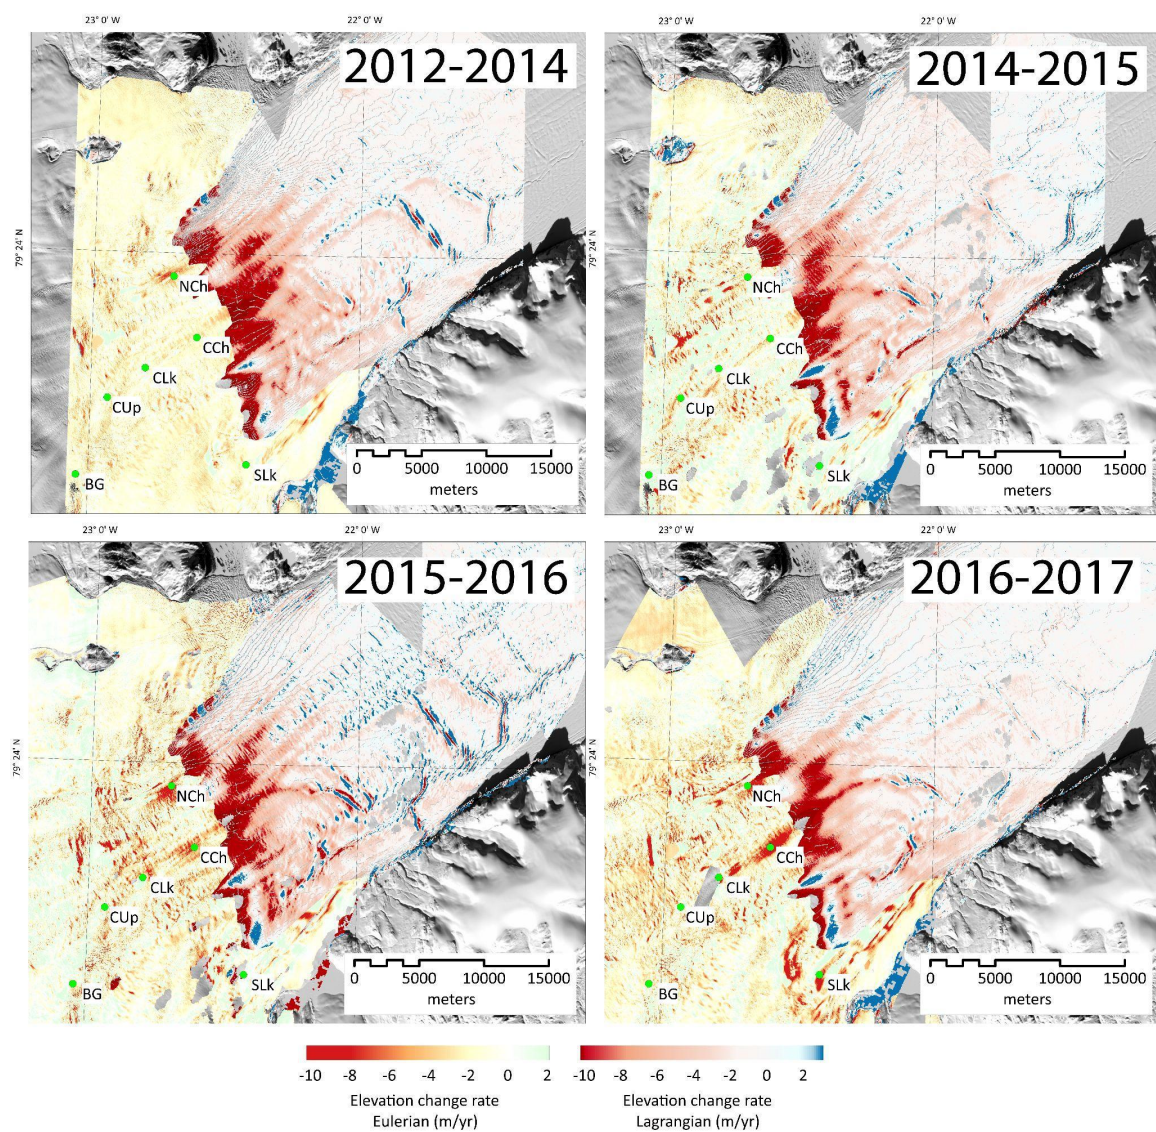 23° 0' W
22° 0' W
2012-2014
79° 24' N
NCh
CCh
CLk
CUp
SLk
BG
0 5000 10000 15000
meters
23° 0' W
22° 0' W
2014-2015
79° 24' N
NCh
CCh
CLk
CUp
SLk
BG
0 5000 10000 15000
meters
23° 0' W
22° 0' W
2015-2016
79° 24' N
NCh
CCh
CLk
CUp
SLk
BG
0 5000 10000 15000
meters
23° 0' W
22° 0' W
2016-2017
79° 24' N
NCh
CCh
CLk
CUp
SLk
BG
0 5000 10000 15000
meters
-10 -8 -6 -4 -2 0 2
Elevation change rate
Eulerian (m/yr)
-10 -8 -6 -4 -2 0 2
Elevation change rate
Lagrangian (m/yr)